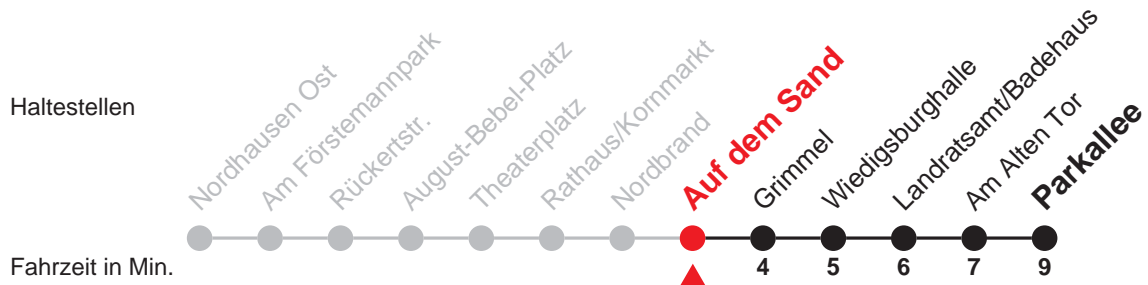 Haltestellen
Nordhausen Ost
Am Förstemannpark
Rückertstr.
August-Bebel-Platz
Theaterplatz
Rathaus/Kornmarkt
Nordbrand
Auf dem Sand
Grimmel
Wiedigsburghalle
Landratsamt/Badehaus
Am Alten Tor
Parkallee
Fahrzeit in Min. 4 5 6 7 9